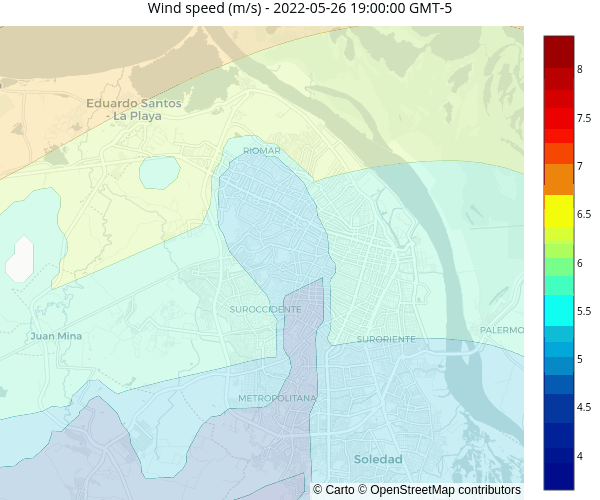 Wind speed (m/s) - 2022-05-26 19:00:00 GMT-5
Eduardo Santos
- La Playa
RIOMAR
SUROCCIDENTE
Juan Mina
SURORIENTE
PALERMO
METROPOLITANA
Soledad
© Carto © OpenStreetMap contributors
8
7.5
7
6.5
6
5.5
5
4.5
4